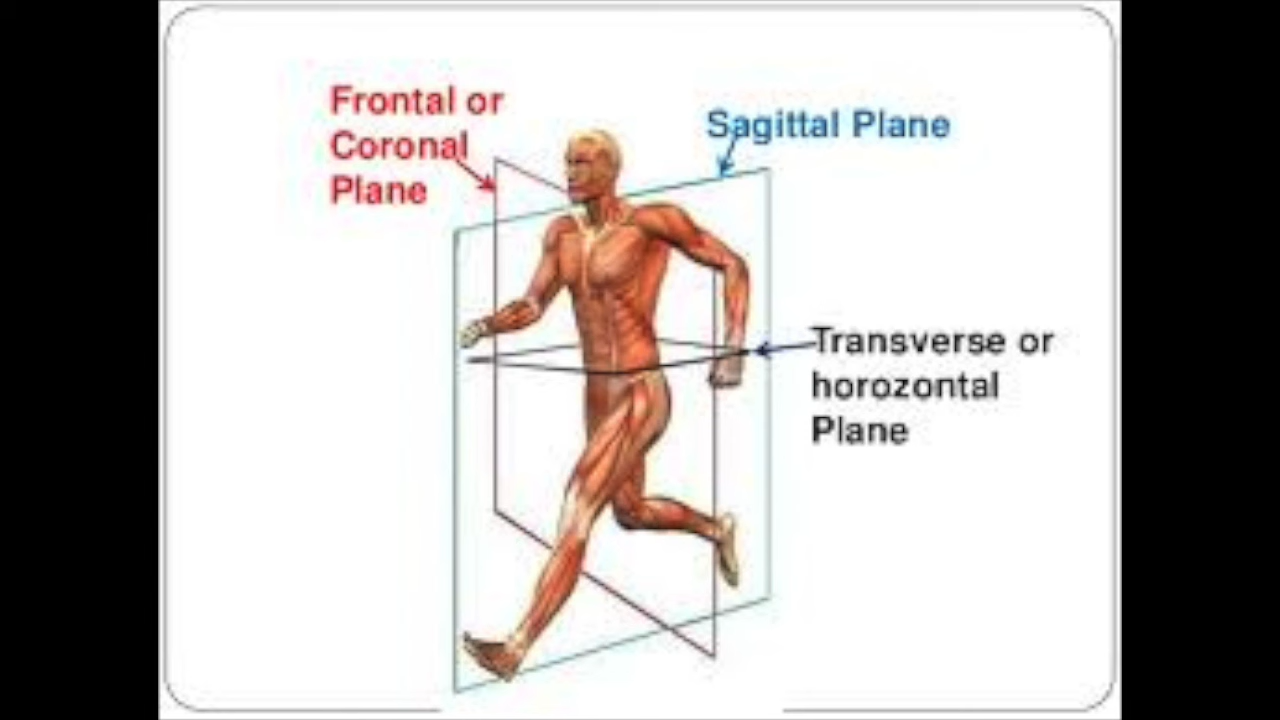 Frontal or
Coronal
Plane
Sagittal Plane
Transverse or
horozontal
Plane